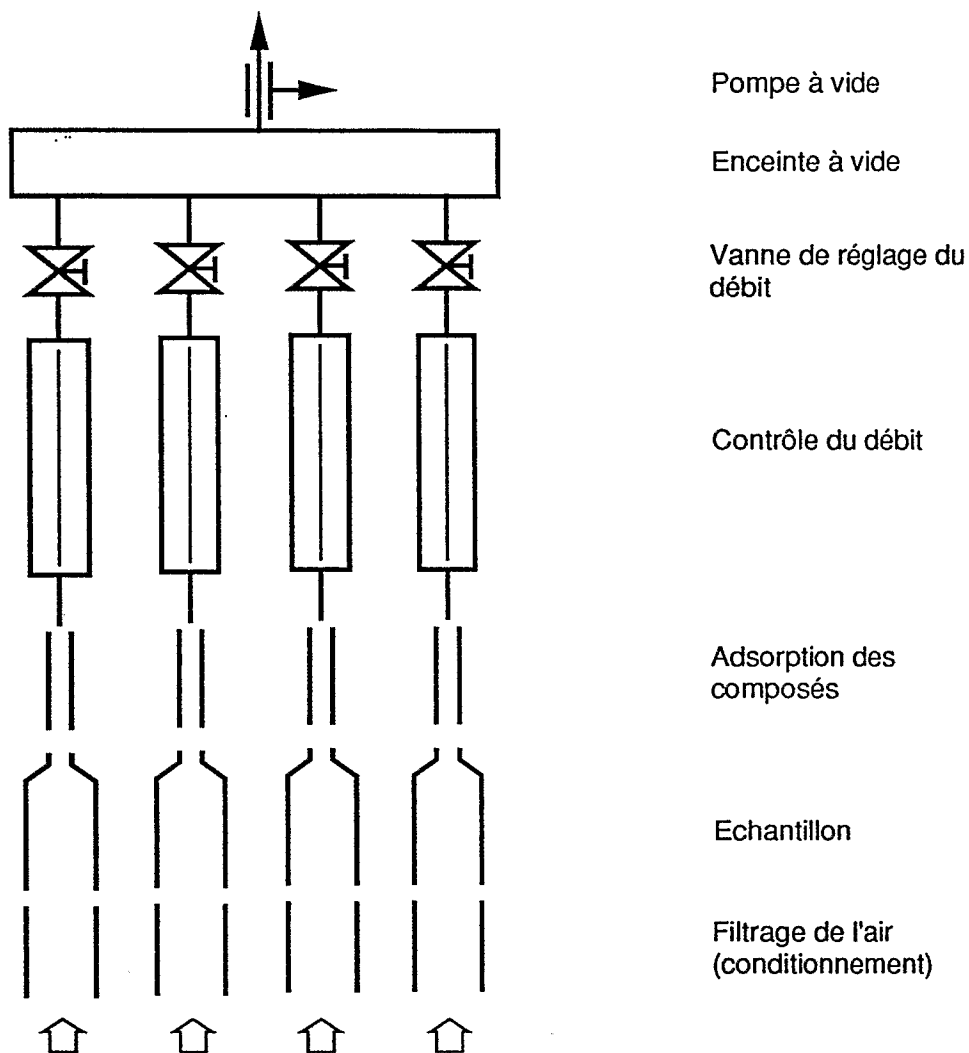 Pompe à vide
Enceinte à vide
Vanne de réglage du
débit
Contrôle du débit
Adsorption des
composés
Echantillon
Filtrage de l'air
(conditionnement)